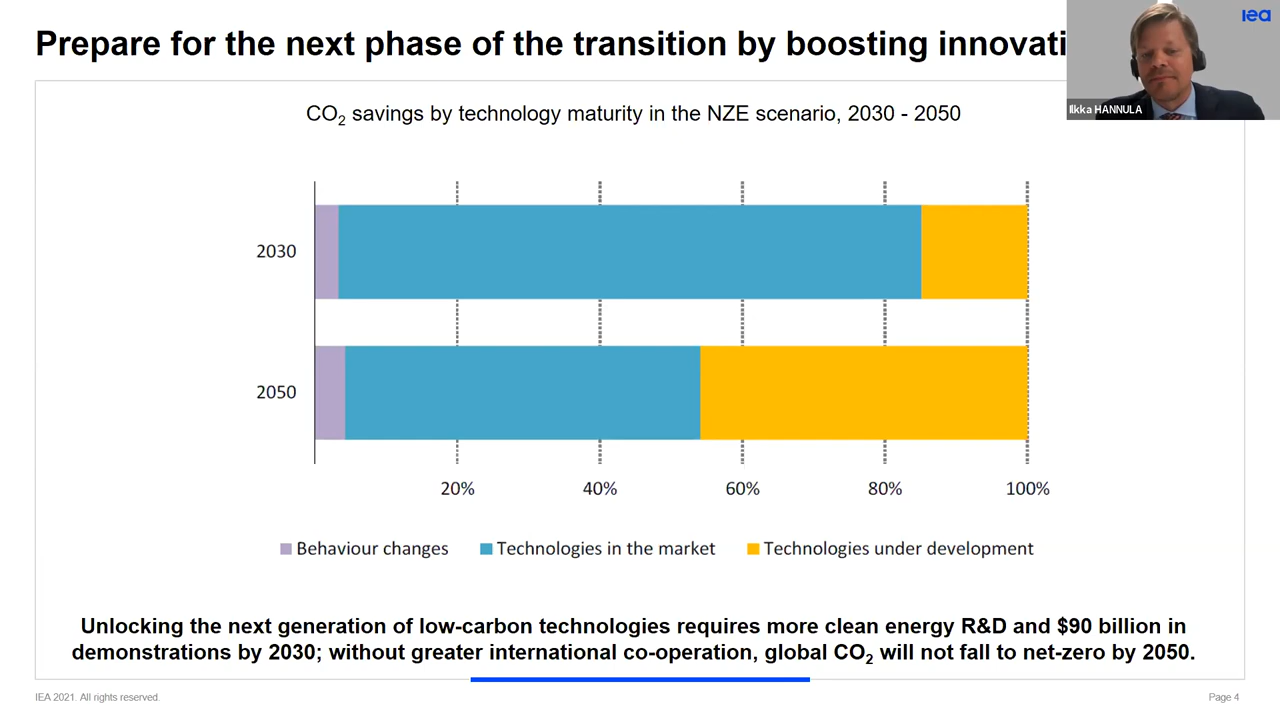 Prepare for the next phase of the transition by boosting innovati
iea
Ilkka HANNULA
CO2 savings by technology maturity in the NZE scenario, 2030 - 2050
2030
2050
20% 40% 60% 80% 100%
Behaviour changes Technologies in the market Technologies under development
Unlocking the next generation of low-carbon technologies requires more clean energy R&D and $90 billion in
demonstrations by 2030; without greater international co-operation, global CO2 will not fall to net-zero by 2050.
IEA 2021. All rights reserved. Page 4